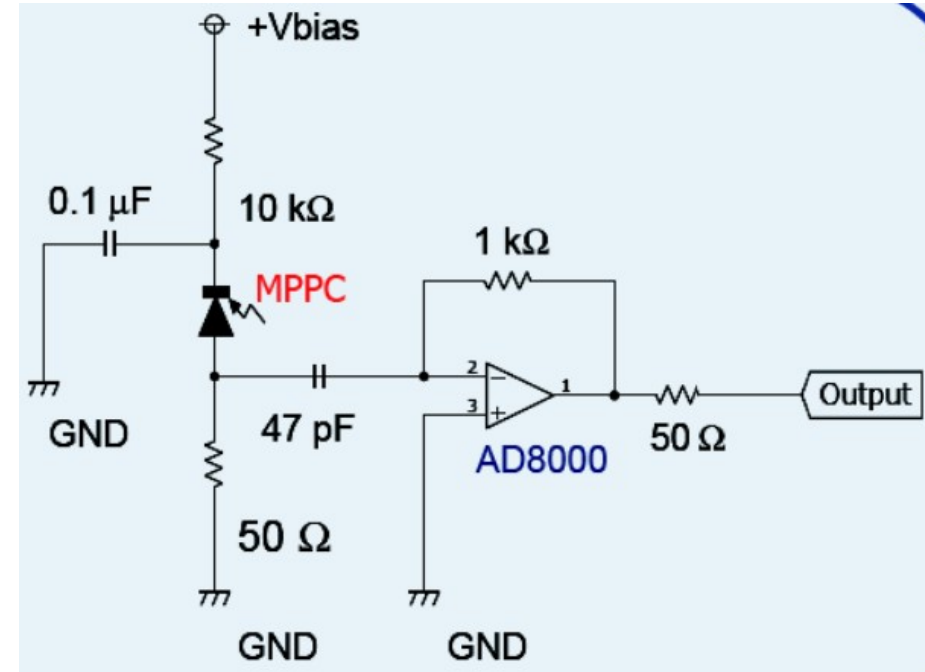 +Vbias
0.1 μF
10 kΩ
1 kΩ
MPPC
2
1
3
Output
GND
47 pF
50 Ω
AD8000
50 Ω
GND
GND